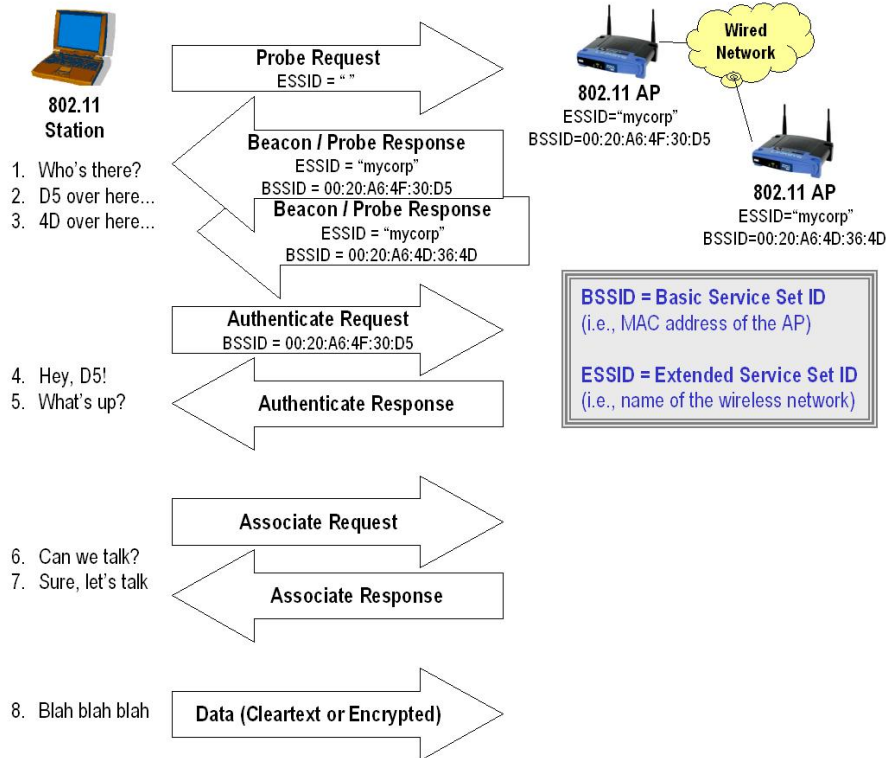 Probe Request
ESSID = “ ”
802.11
Station
Wired
Network
802.11 AP
ESSID=“mycorp”
BSSID=00:20:A6:4F:30:D5
802.11 AP
ESSID=“mycorp”
BSSID=00:20:A6:4D:36:4D
1. Who’s there?
2. D5 over here...
3. 4D over here...
Beacon / Probe Response
ESSID = “mycorp”
BSSID = 00:20:A6:4F:30:D5
Beacon / Probe Response
ESSID = “mycorp”
BSSID = 00:20:A6:4D:36:4D
BSSID = Basic Service Set ID
(i.e., MAC address of the AP)
ESSID = Extended Service Set ID
(i.e., name of the wireless network)
Authenticate Request
BSSID = 00:20:A6:4F:30:D5
4. Hey, D5!
5. What’s up?
Authenticate Response
Associate Request
6. Can we talk?
7. Sure, let’s talk
Associate Response
8. Blah blah blah
Data (Cleartext or Encrypted)